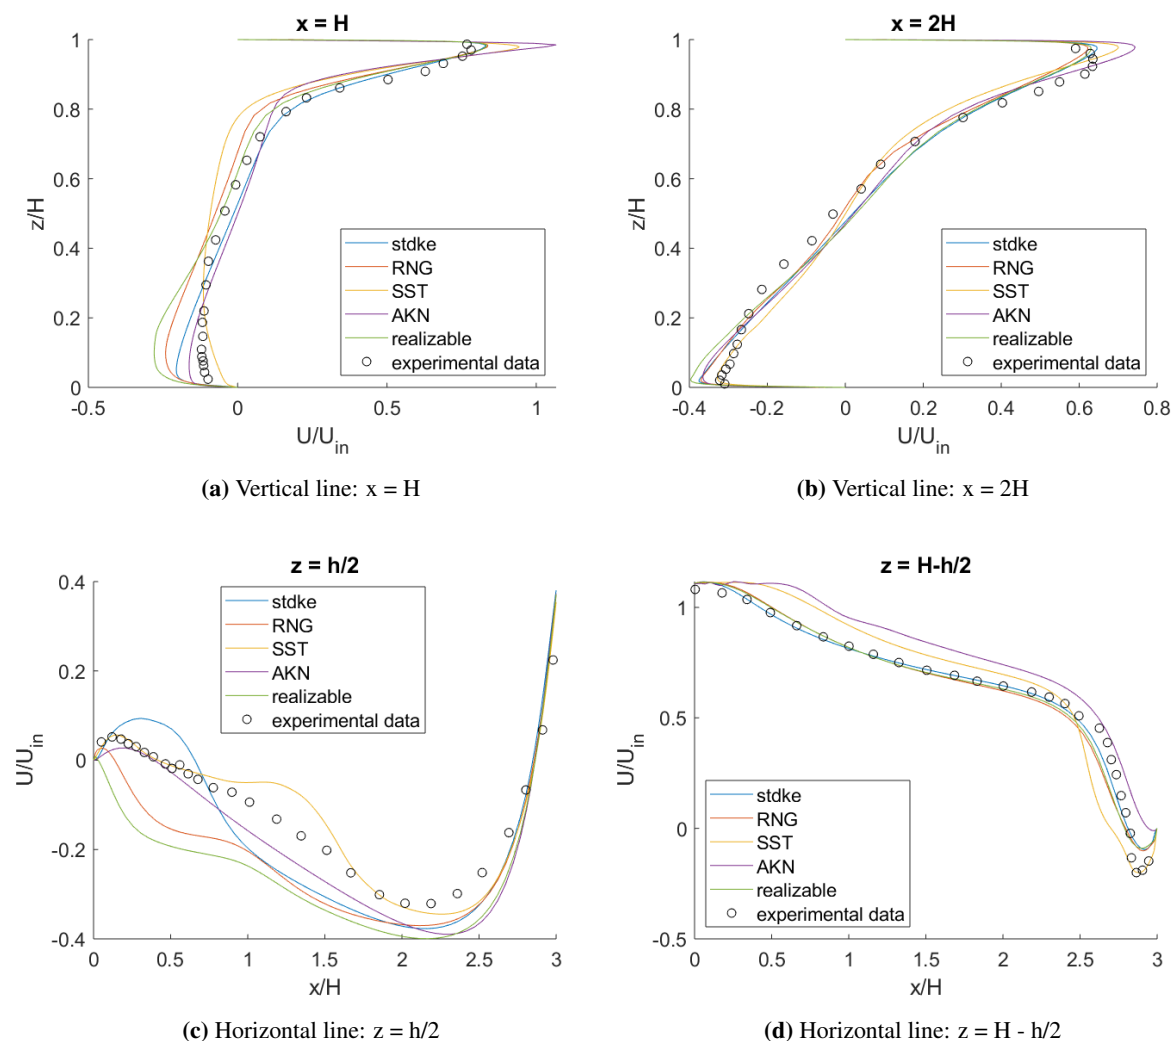 x = H
1
0.8
0.6
0.4
0.2
0
z/H
-0.5
0
0.5
1
U/U_in
stdke
RNG
SST
AKN
realizable
experimental data
(a) Vertical line: x = H
x = 2H
1
0.8
0.6
0.4
0.2
0
z/H
-0.4
-0.2
0
0.2
0.4
0.6
0.8
U/U_in
stdke
RNG
SST
AKN
realizable
experimental data
(b) Vertical line: x = 2H
z = h/2
0.4
0.2
0
-0.2
-0.4
U/U_in
0
0.5
1
1.5
2
2.5
3
x/H
stdke
RNG
SST
AKN
realizable
experimental data
(c) Horizontal line: z = h/2
z = H-h/2
1
0.5
0
-0.5
U/U_in
0
0.5
1
1.5
2
2.5
3
x/H
stdke
RNG
SST
AKN
realizable
experimental data
(d) Horizontal line: z = H - h/2